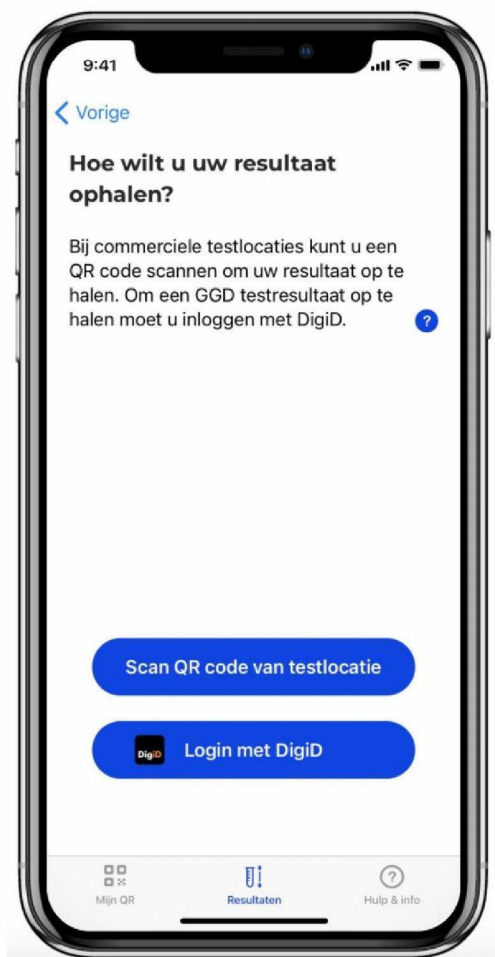 9:41
Vorige
Hoe wilt u uw resultaat
ophalen?
Bij commerciele testlocaties kunt u een
QR code scannen om uw resultaat op te
halen. Om een GGD testresultaat op te
halen moet u inloggen met DigiD.
?
Scan QR code van testlocatie
DigiD
Login met DigiD
Mijn QR
Resultaten
?
Hulp & info